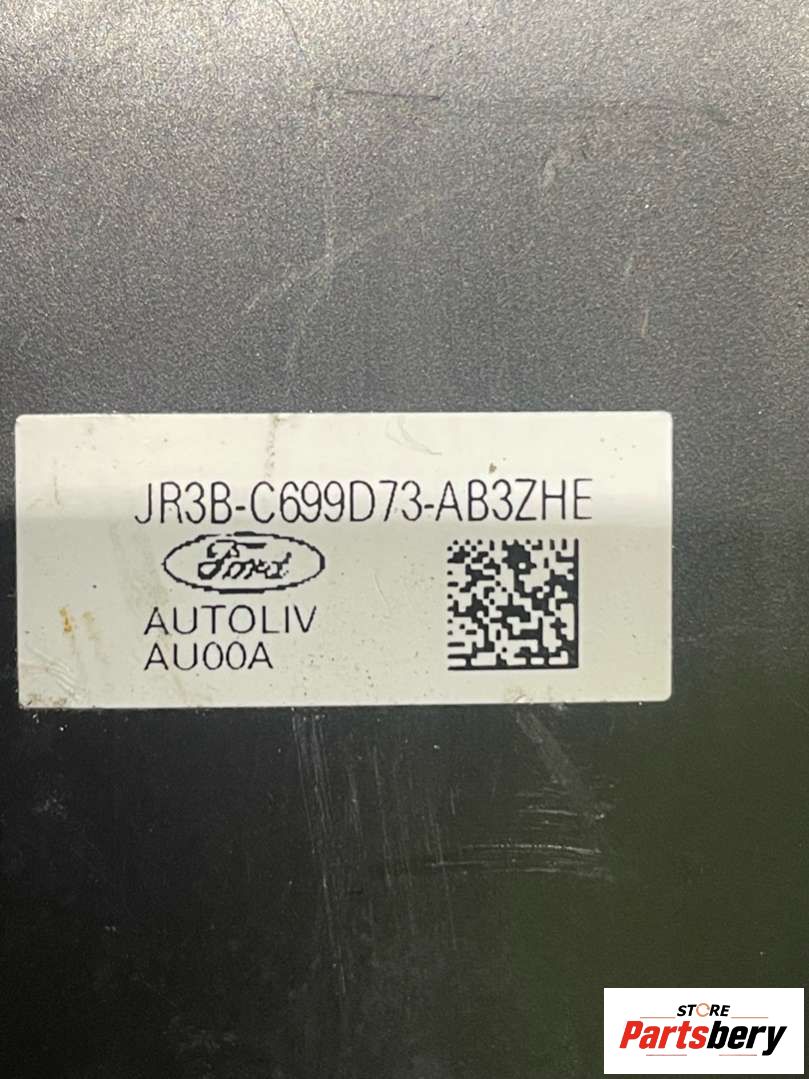 JR3B-C699D73-AB3ZHE
Ford
AUTOLIV
AU00A
STORE
Partsbery